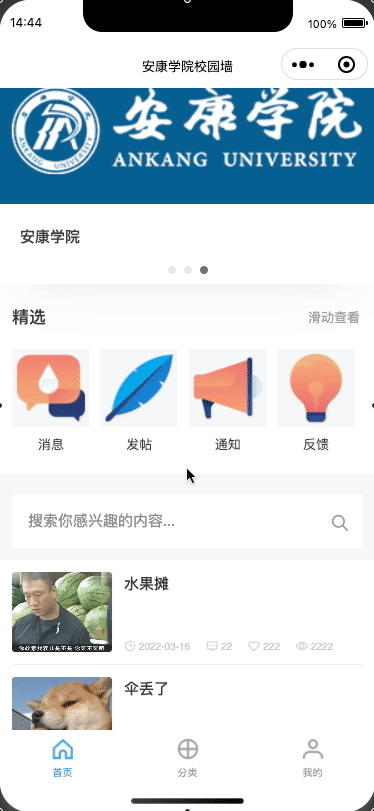 14:44
100%
安康学院校园墙
安康学院
ANKANG UNIVERSITY
安康学院
精选
滑动查看
消息
发帖
通知
反馈
搜索你感兴趣的内容...
水果摊
2022-03-16 22 222 2222
伞丢了
首页
分类
我的